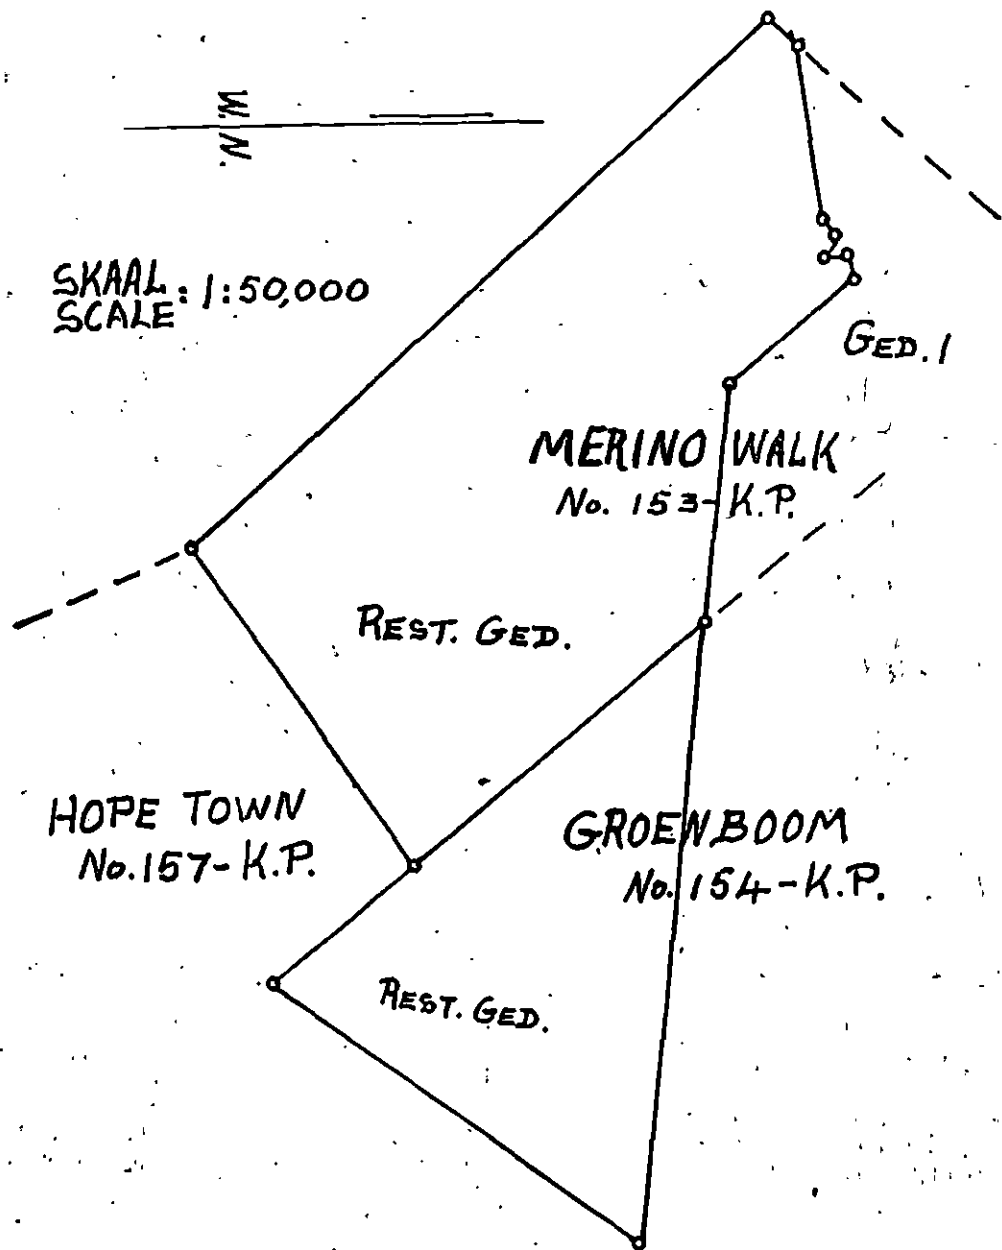 W.N.
SKAAL
SCALE : 1:50,000
GED. 1
MERINO WALK
No. 153-K.P.
REST. GED.
HOPE TOWN
No. 157-K.P.
GROENBOOM
No. 154-K.P.
REST. GED.